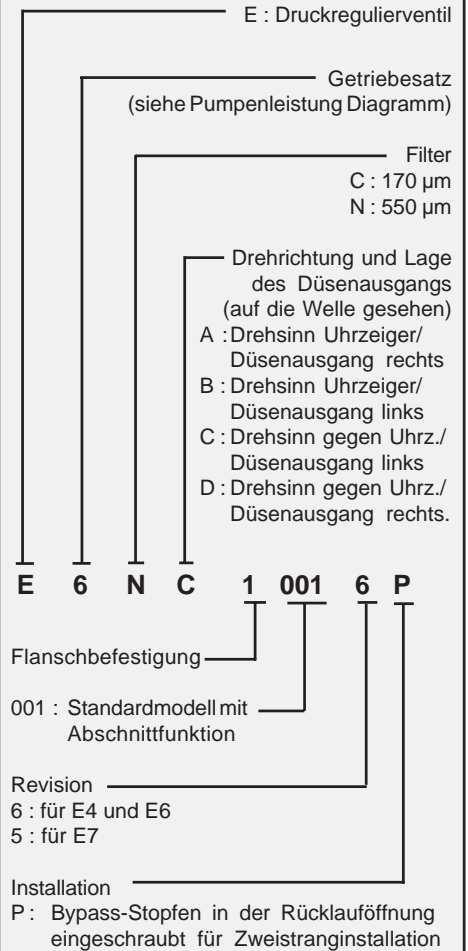 E : Druckregulierventil
Getriebesatz
(siehe Pumpenleistung Diagramm)
Filter
C : 170 µm
N : 550 µm
Drehrichtung und Lage
des Düsenausgangs
(auf die Welle gesehen)
A : Drehsinn Uhrzeiger/
Düsenausgang rechts
B : Drehsinn Uhrzeiger/
Düsenausgang links
C : Drehsinn gegen Uhrz./
Düsenausgang links
D : Drehsinn gegen Uhrz./
Düsenausgang rechts.
E 6 N C 1 001 6 P
Flanschbefestigung
001 : Standardmodell mit
Abschnittfunktion
Revision
6 : für E4 und E6
5 : für E7
Installation
P : Bypass-Stopfen in der Rücklauföffnung
eingeschraubt für Zweistranginstallation